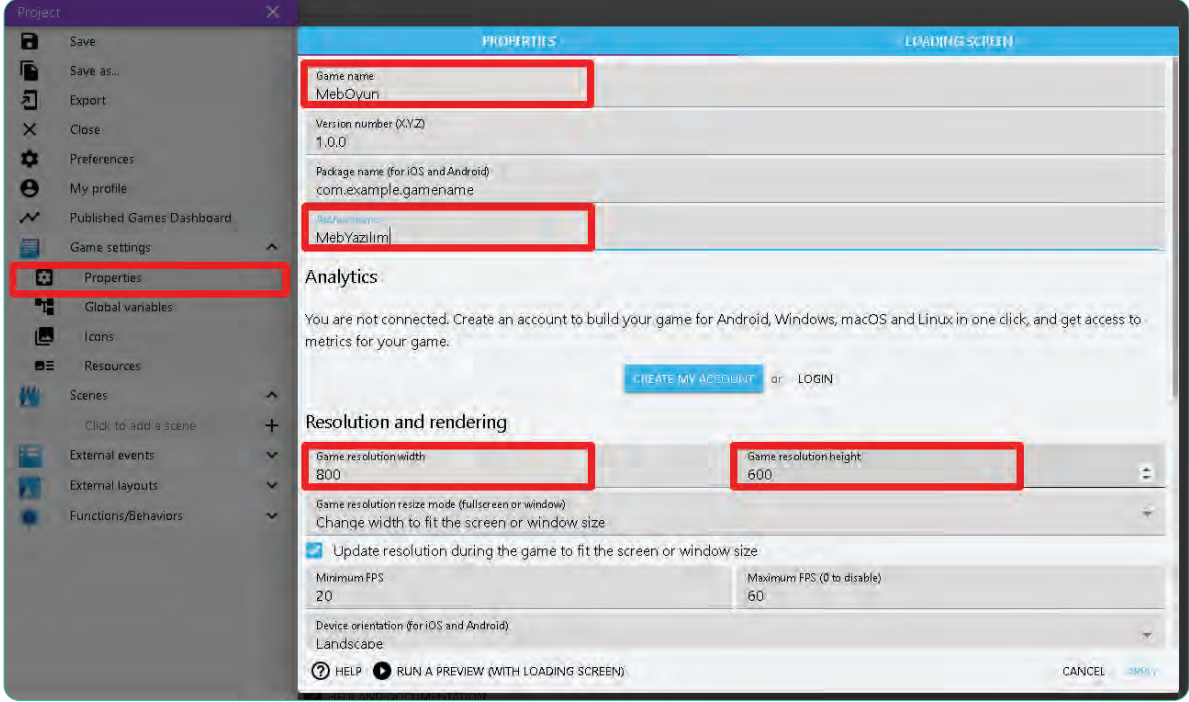 Project
Save
Save as...
Export
Close
Preferences
My profile
Published Games Dashboard
Game settings
Properties
Global variables
Icons
Resources
Scenes
Click to add a scene
External events
External layouts
Functions/Behaviors
PROPERTIES
LOADING SCREEN
Game name
MebOyun
Version number (X.Y.Z)
1.0.0
Package name (for iOS and Android)
com.example.gamename
Author name
MebYazılım
Analytics
You are not connected. Create an account to build your game for Android, Windows, macOS and Linux in one click, and get access to
metrics for your game.
CREATE MY ACCOUNT or LOGIN
Resolution and rendering
Game resolution width
800
Game resolution height
600
Game resolution resize mode (fullscreen or window)
Change width to fit the screen or window size
Update resolution during the game to fit the screen or window size
Minimum FPS
20
Maximum FPS (0 to disable)
60
Device orientation (for iOS and Android)
Landscape
HELP RUN A PREVIEW (WITH LOADING SCREEN)
CANCEL APPLY
HELP AND DOCUMENTATION